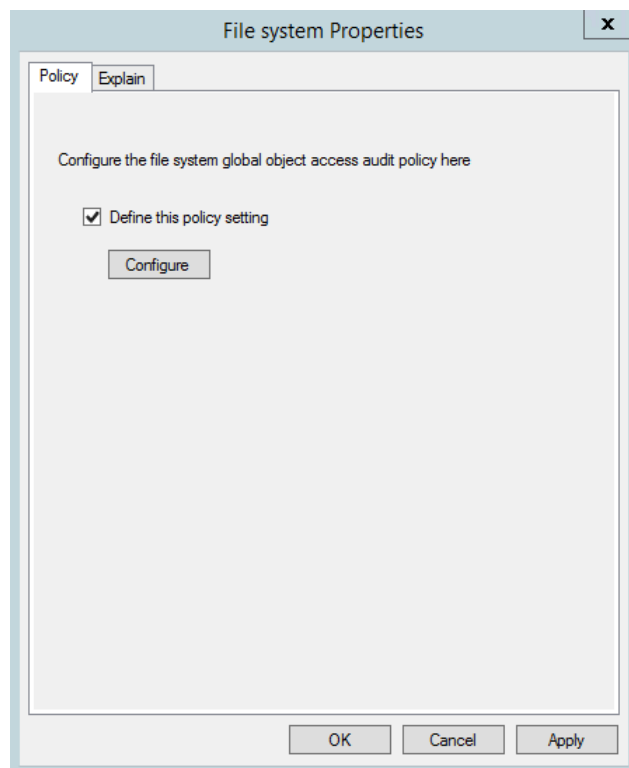 File system Properties
x
Policy
Explain
Configure the file system global object access audit policy here
Define this policy setting
Configure
OK
Cancel
Apply